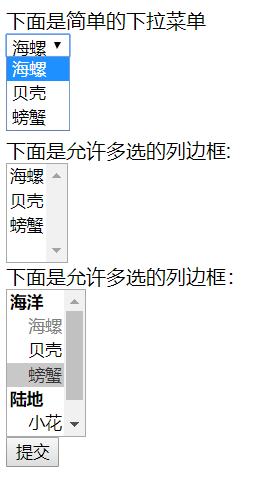 下面是简单的下拉菜单
海螺
海螺
贝壳
螃蟹
下面是允许多选的列边框:
海螺
贝壳
螃蟹
下面是允许多选的列边框：
海洋
海螺
贝壳
螃蟹
陆地
小花
提交